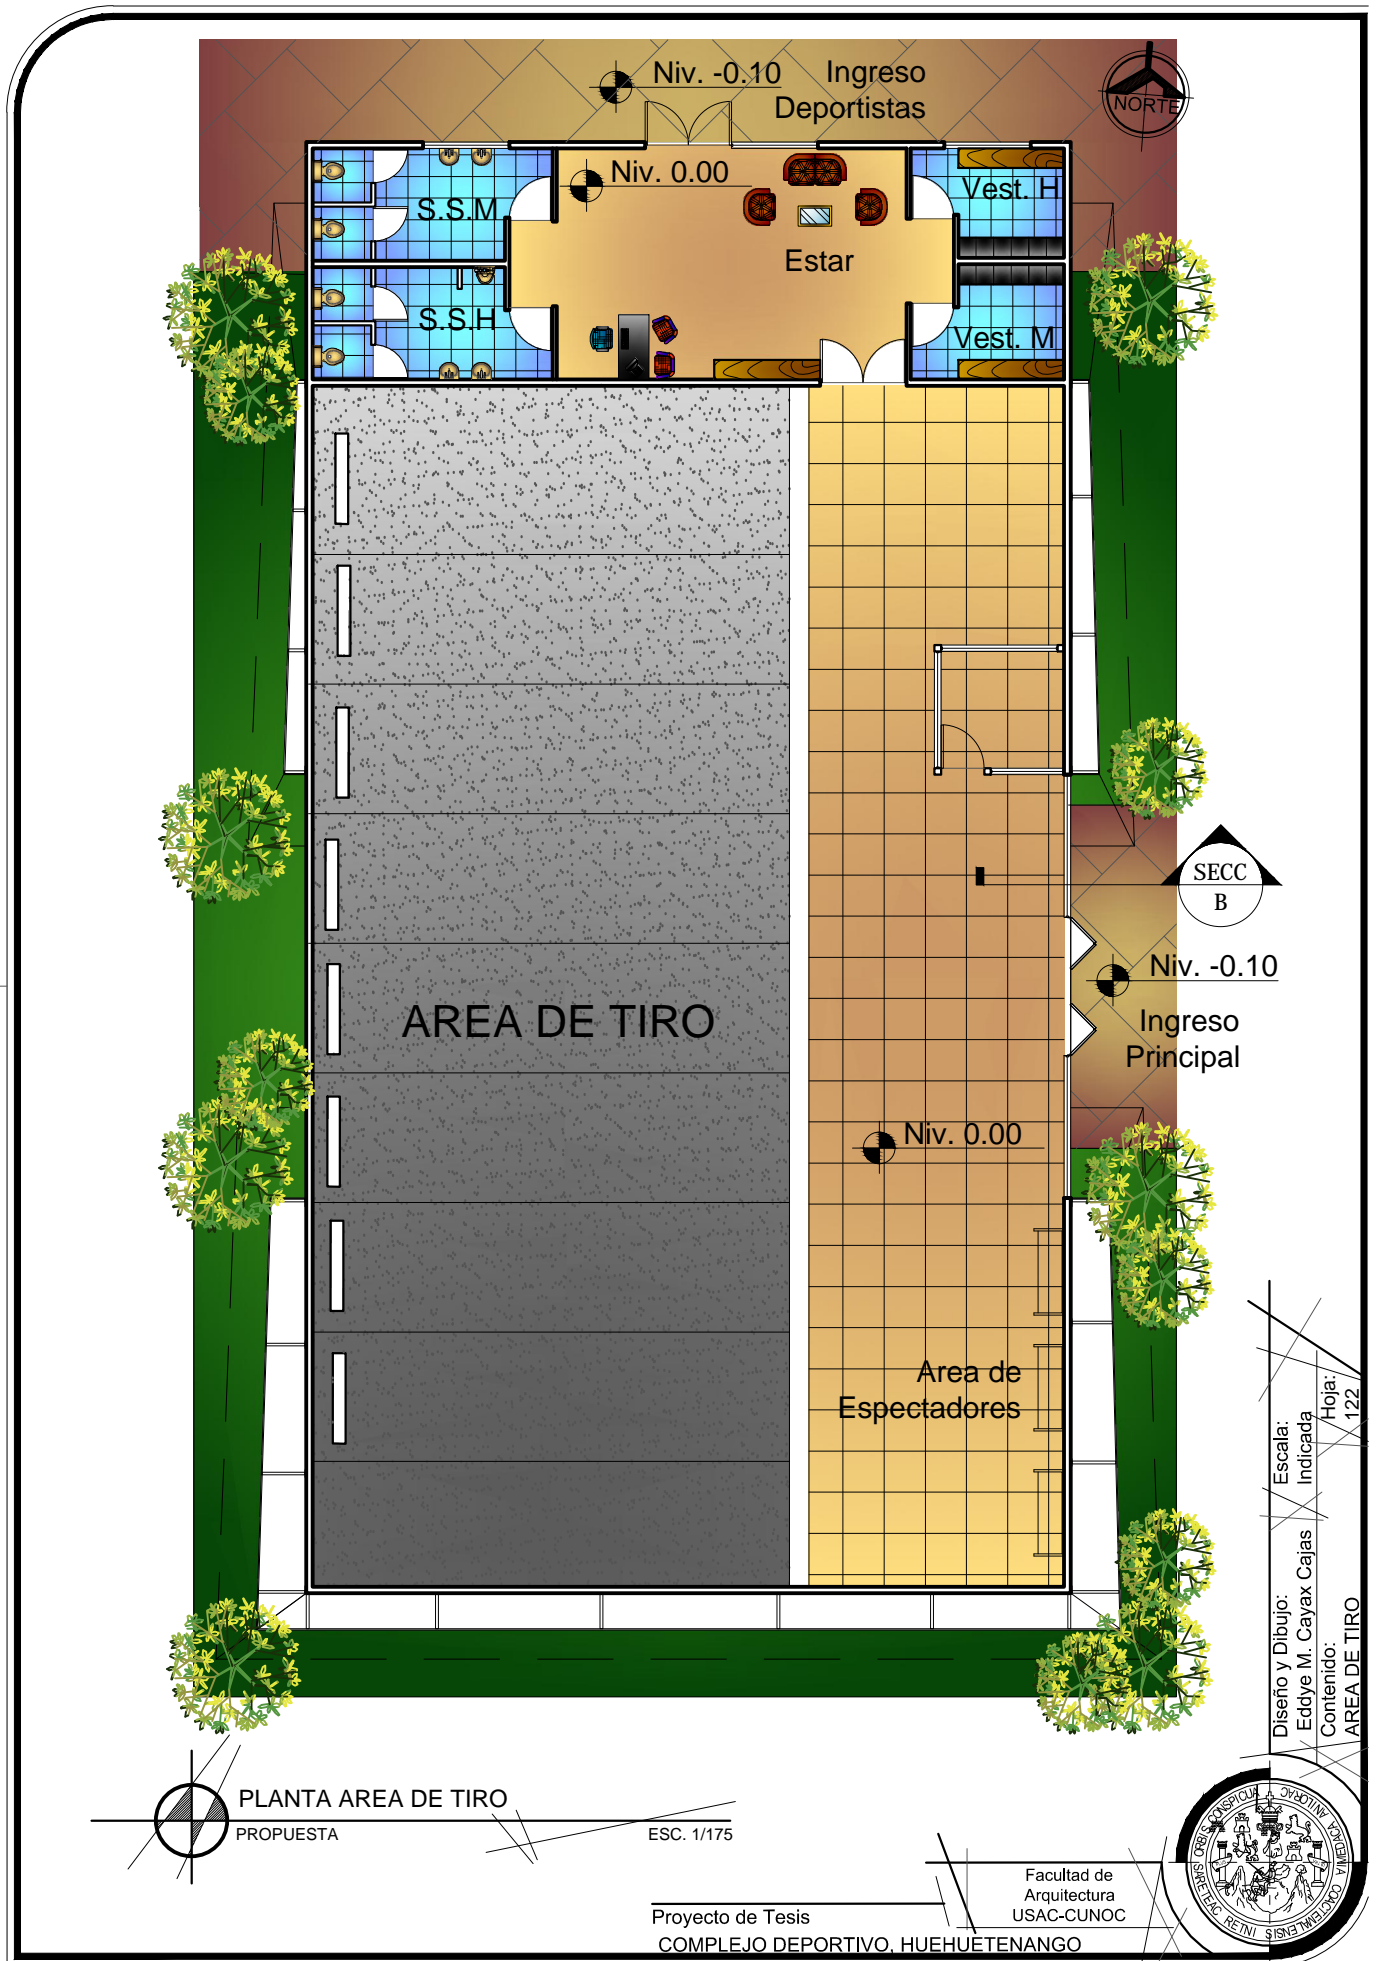 Niv. -0.10
Ingreso
Deportistas
NORTE
Niv. 0.00
S.S.M
Vest. H
Estar
S.S.H
Vest. M
SECC
B
Niv. -0.10
AREA DE TIRO
Ingreso
Principal
Niv. 0.00
Area de
Espectadores
Escala:
Indicada
Hoja:
122
Diseño y Dibujo:
Eddye M. Cayax Cajas
Contenido:
AREA DE TIRO
PLANTA AREA DE TIRO
PROPUESTA
ESC. 1/175
Facultad de
Arquitectura
USAC-CUNOC
Proyecto de Tesis
COMPLEJO DEPORTIVO, HUEHUETENANGO